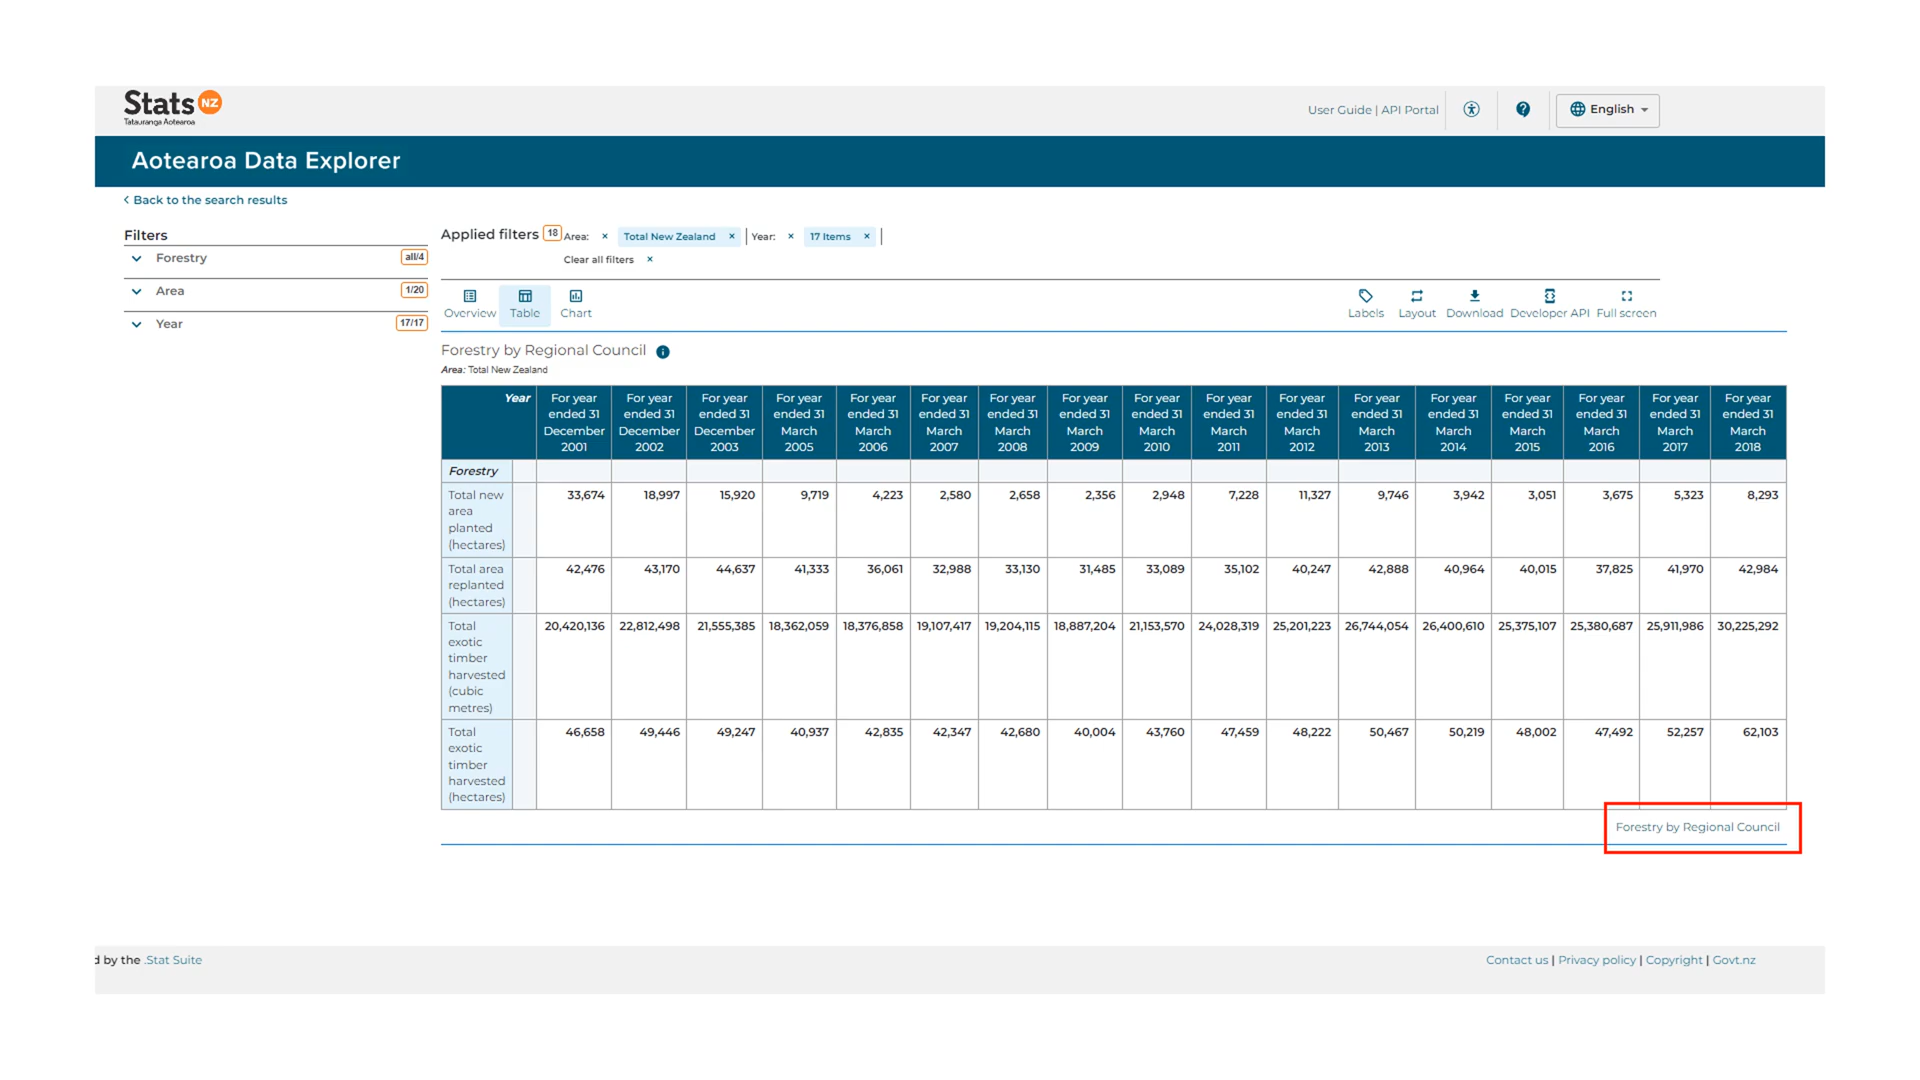 Stats NZ
Tatauranga Aotearoa
User Guide | API Portal
English
Aotearoa Data Explorer
Back to the search results
Filters
Forestry all/4
Area 1/20
Year 17/17
Applied filters 18 Area: × Total New Zealand × | Year: × 17 Items × |
Clear all filters ×
Overview Table Chart
Labels Layout Download Developer API Full screen
Forestry by Regional Council
Area: Total New Zealand
Year For year For year For year For year For year For year For year For year For year For year For year For year For year For year For year For year For year
ended 31 ended 31 ended 31 ended 31 ended 31 ended 31 ended 31 ended 31 ended 31 ended 31 ended 31 ended 31 ended 31 ended 31 ended 31 ended 31 ended 31
December December December March March March March March March March March March March March March March March
2001 2002 2003 2005 2006 2007 2008 2009 2010 2011 2012 2013 2014 2015 2016 2017 2018
Forestry
Total new 33,674 18,997 15,920 9,719 4,223 2,580 2,658 2,356 2,948 7,228 11,327 9,746 3,942 3,051 3,675 5,323 8,293
area
planted
(hectares)
Total area 42,476 43,170 44,637 41,333 36,061 32,988 33,130 31,485 33,089 35,102 40,247 42,888 40,964 40,015 37,825 41,970 42,984
replanted
(hectares)
Total 20,420,136 22,812,498 21,555,385 18,362,059 18,376,858 19,107,417 19,204,115 18,887,204 21,153,570 24,028,319 25,201,223 26,744,054 26,400,610 25,375,107 25,380,687 25,911,986 30,225,292
exotic
timber
harvested
(cubic
metres)
Total 46,658 49,446 49,247 40,937 42,835 42,347 42,680 40,004 43,760 47,459 48,222 50,467 50,219 48,002 47,492 52,257 62,103
exotic
timber
harvested
(hectares)
Forestry by Regional Council
d by the .Stat Suite
Contact us | Privacy policy | Copyright | Govt.nz